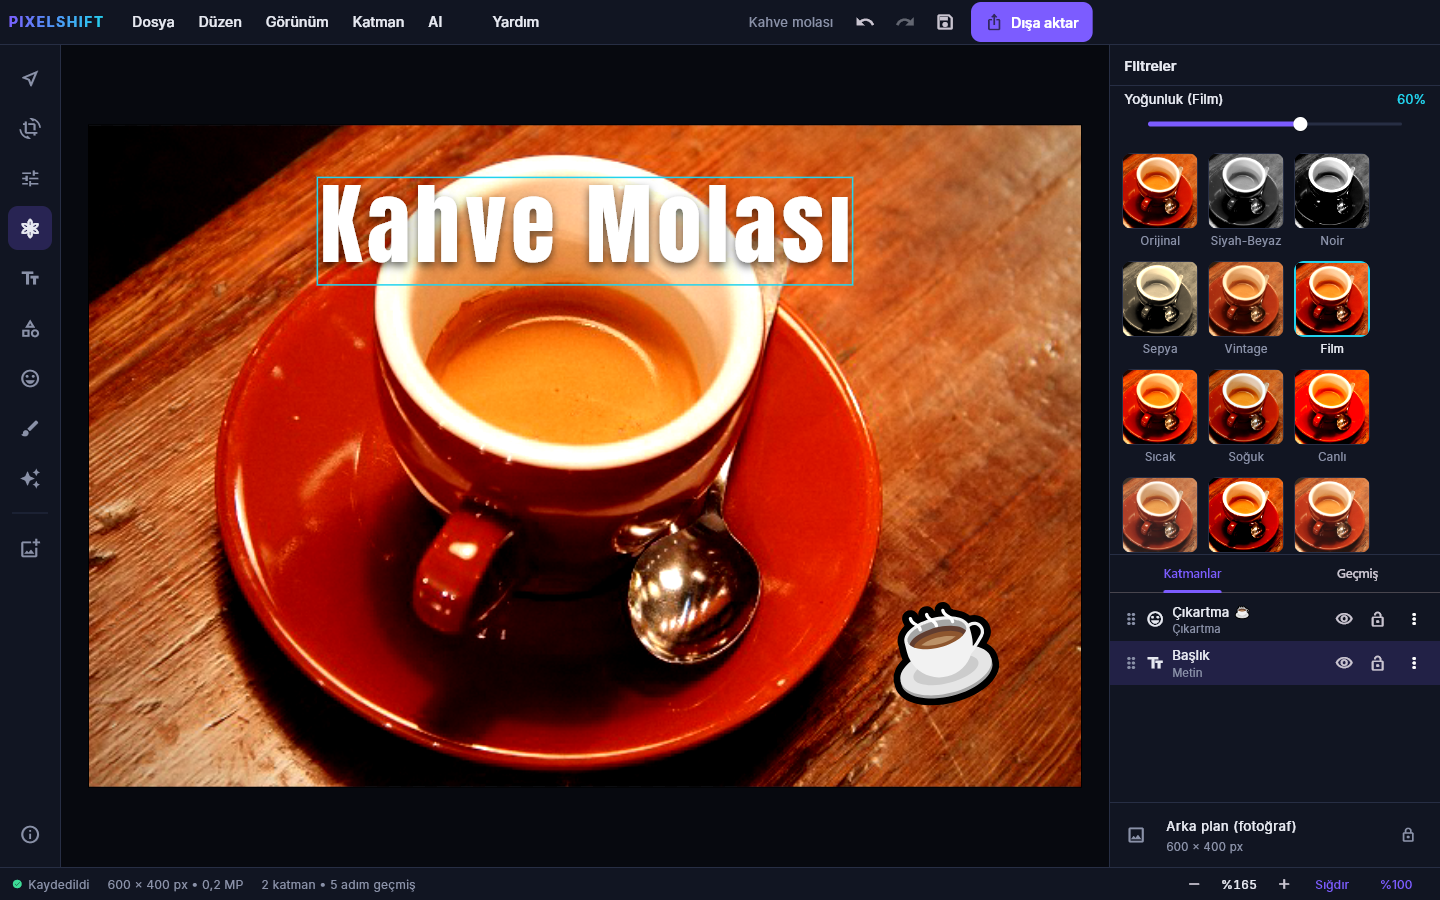 PIXELSHIFT Dosya Düzen Görünüm Katman AI Yardım Kahve molası Dışa aktar
Filtreler
Yoğunluk (Film) 60%
Kahve Molası
Orijinal Siyah-Beyaz Noir
Sepya Vintage Film
Sıcak Soğuk Canlı
Katmanlar Geçmiş
Çıkartma ☕
Çıkartma
Tт Başlık
Metin
Arka plan (fotoğraf)
600 × 400 px
Kaydedildi 600 × 400 px • 0,2 MP 2 katman • 5 adım geçmiş %165 Sığdır %100